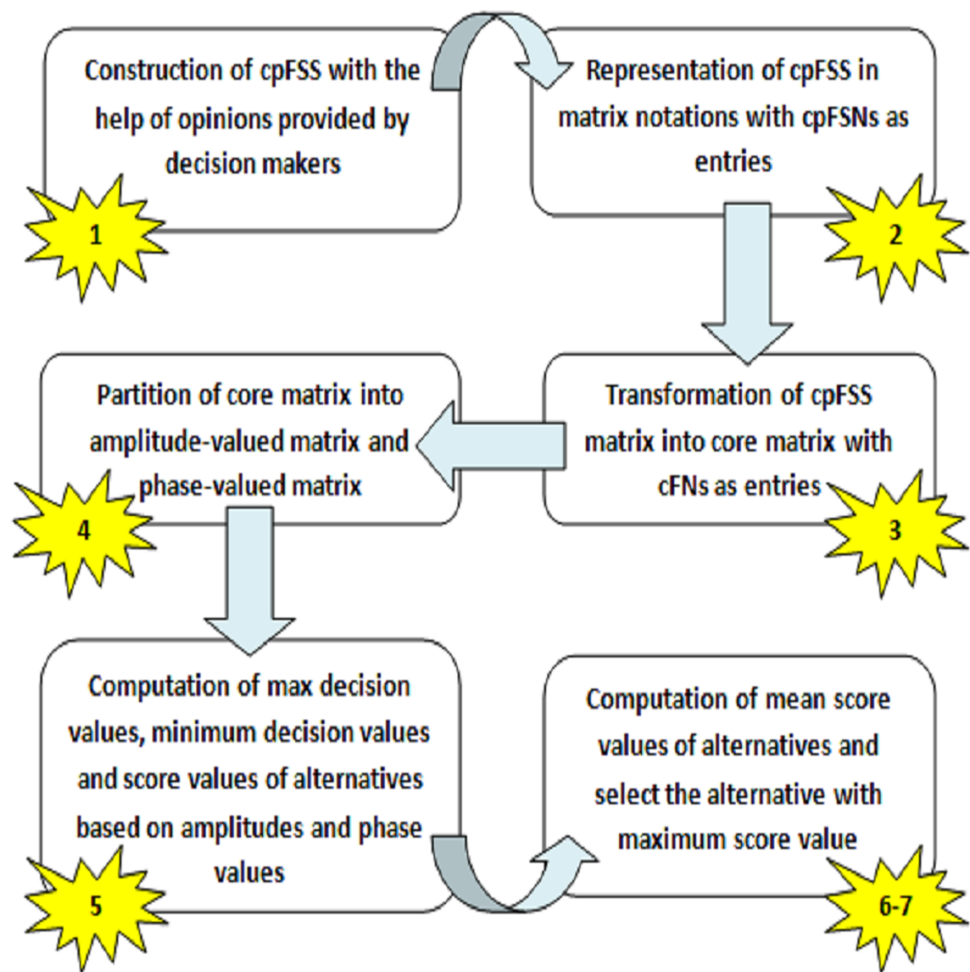 Construction of cpFSS with the
help of opinions provided by
decision makers
1
Representation of cpFSS in
matrix notations with cpFSNs as
entries
2
Transformation of cpFSS
matrix into core matrix with
cFNs as entries
3
Partition of core matrix into
amplitude-valued matrix and
phase-valued matrix
4
Computation of max decision
values, minimum decision values
and score values of alternatives
based on amplitudes and phase
values
5
Computation of mean score
values of alternatives and
select the alternative with
maximum score value
6-7